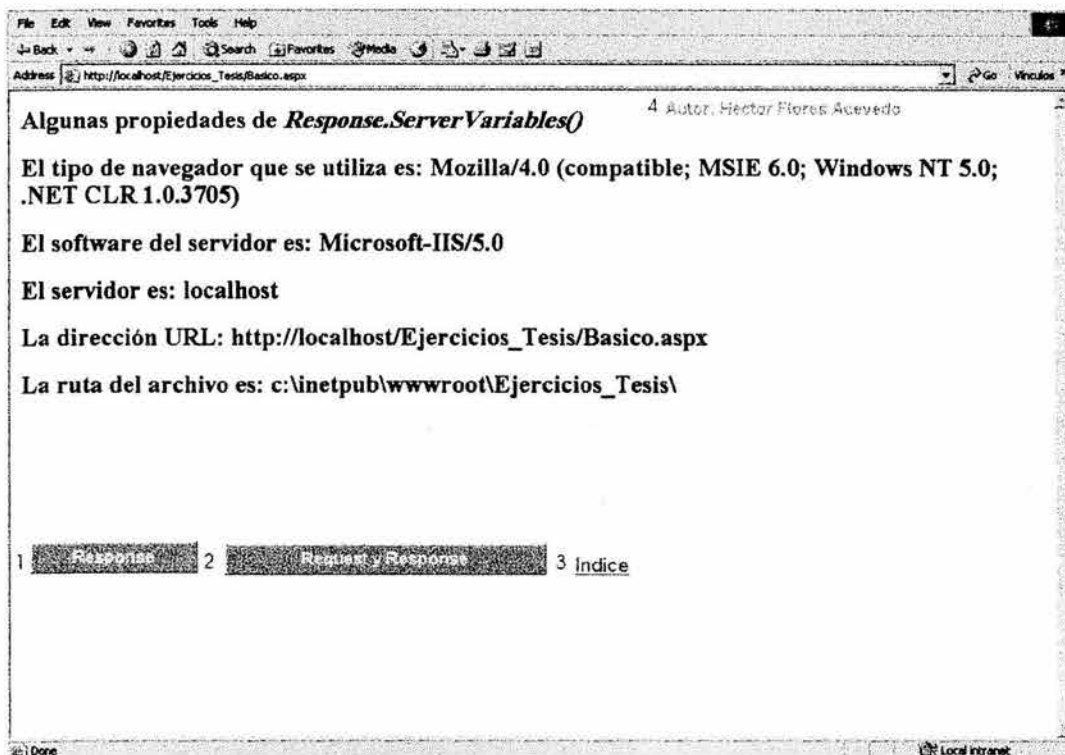 File Edit View Favorites Tools Help
Back Search Favorites Media
Address http://localhost/Ejercicios_Tesis/Basico.aspx Go Vinculos
4 Autor: Hector Flores Acevedo
Algunas propiedades de Response.ServerVariables()
El tipo de navegador que se utiliza es: Mozilla/4.0 (compatible; MSIE 6.0; Windows NT 5.0;
.NET CLR 1.0.3705)
El software del servidor es: Microsoft-IIS/5.0
El servidor es: localhost
La dirección URL: http://localhost/Ejercicios_Tesis/Basico.aspx
La ruta del archivo es: c:\inetpub\wwwroot\Ejercicios_Tesis\
1 Response 2 Request y Response 3 Indice
Done Local intranet